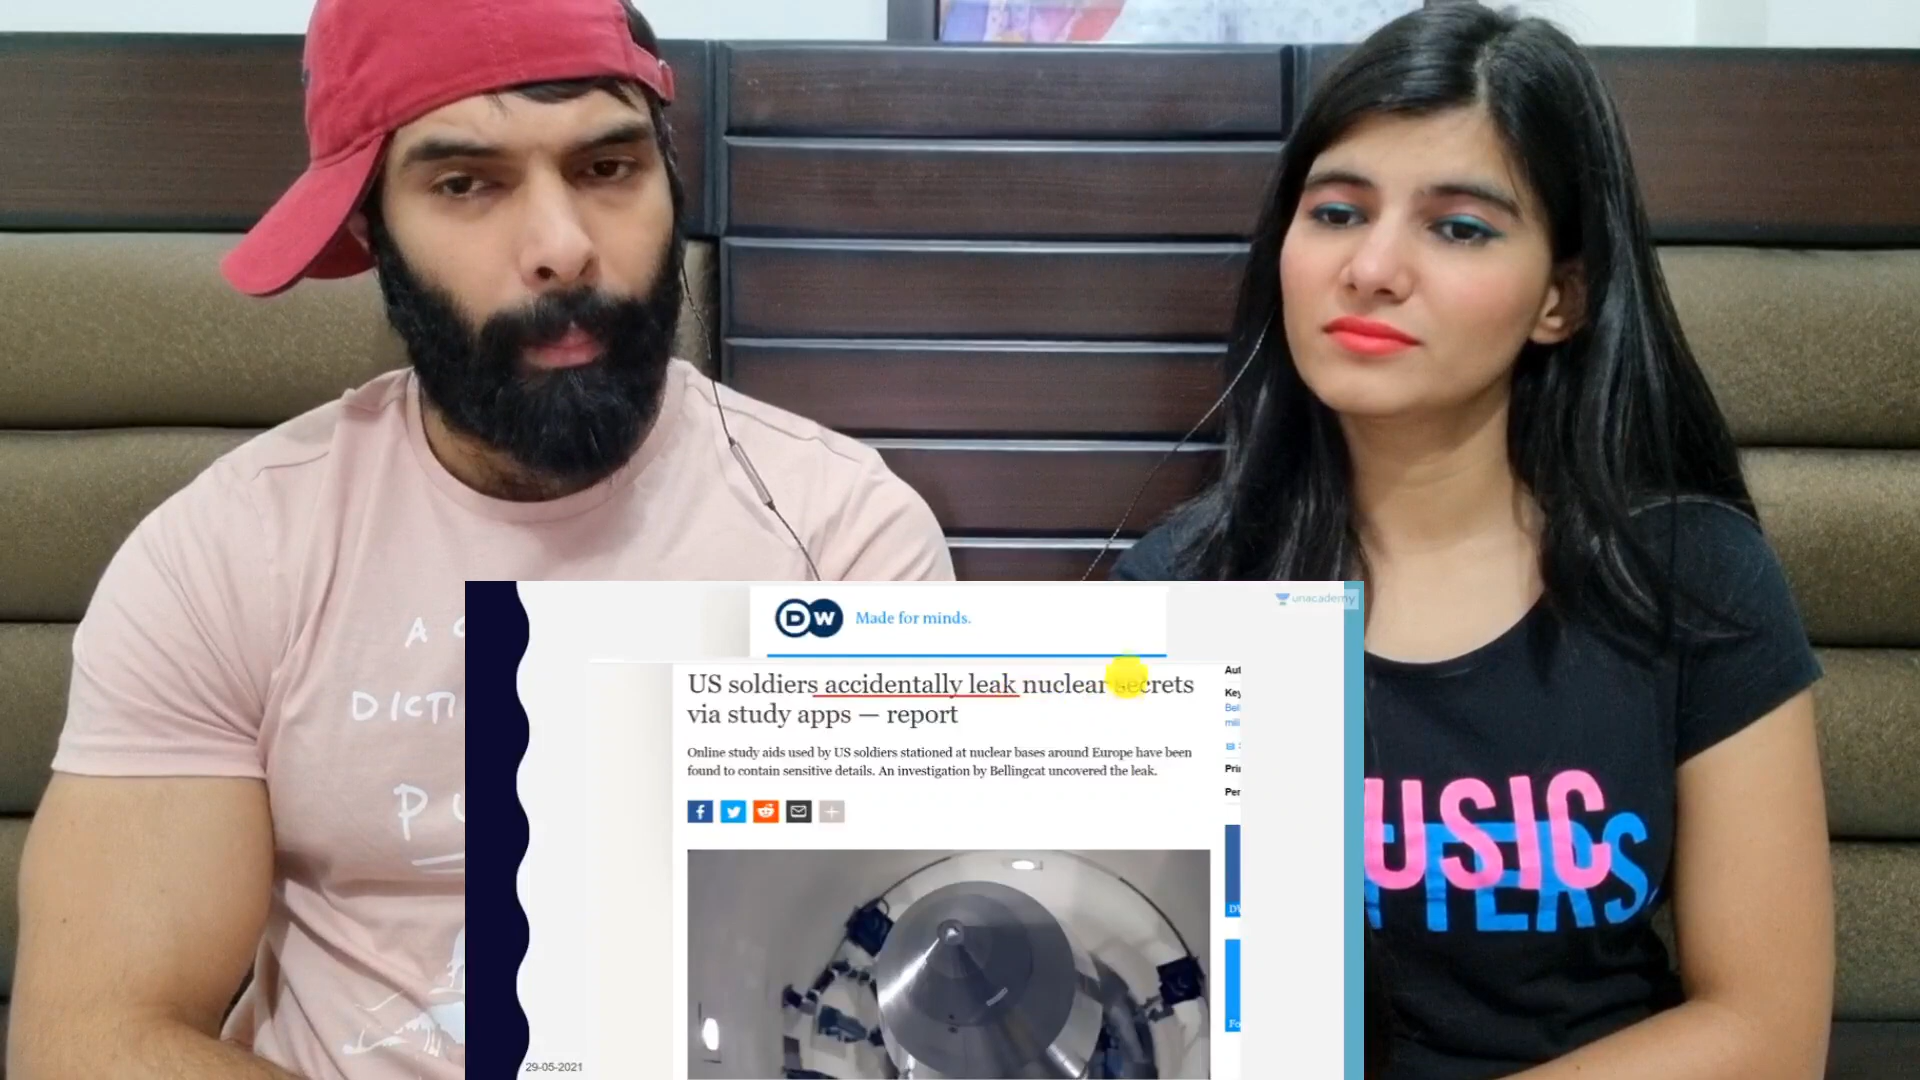 DW Made for minds.
unacademy
US soldiers accidentally leak nuclear secrets
via study apps — report
Online study aids used by US soldiers stationed at nuclear bases around Europe have been
found to contain sensitive details. An investigation by Bellingcat uncovered the leak.
29-05-2021
A
DICTI
P
USIC